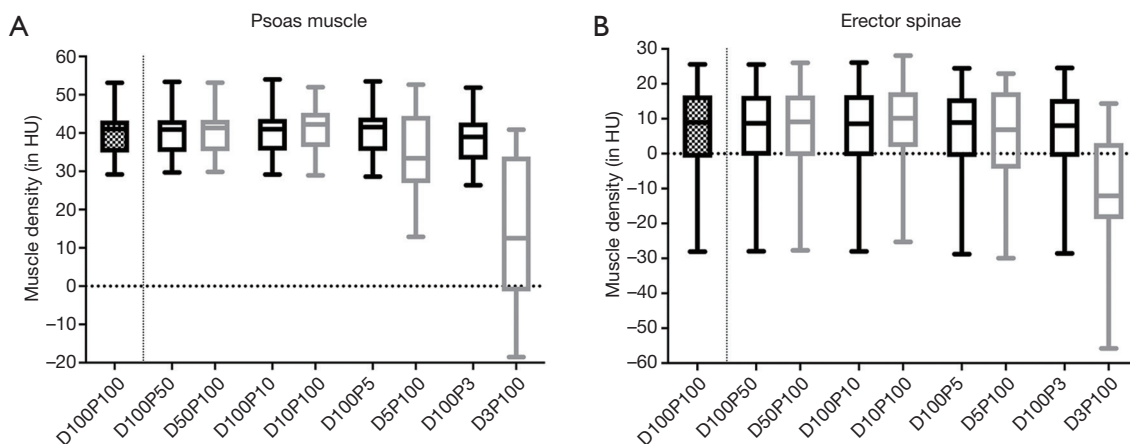 A
Psoas muscle
Muscle density (in HU)
60
50
40
30
20
10
0
–10
–20
D100P100
D100P50
D50P100
D100P10
D10P100
D100P5
D5P100
D100P3
D3P100
B
Erector spinae
Muscle density (in HU)
30
20
10
0
–10
–20
–30
–40
–50
–60
D100P100
D100P50
D50P100
D100P10
D10P100
D100P5
D5P100
D100P3
D3P100